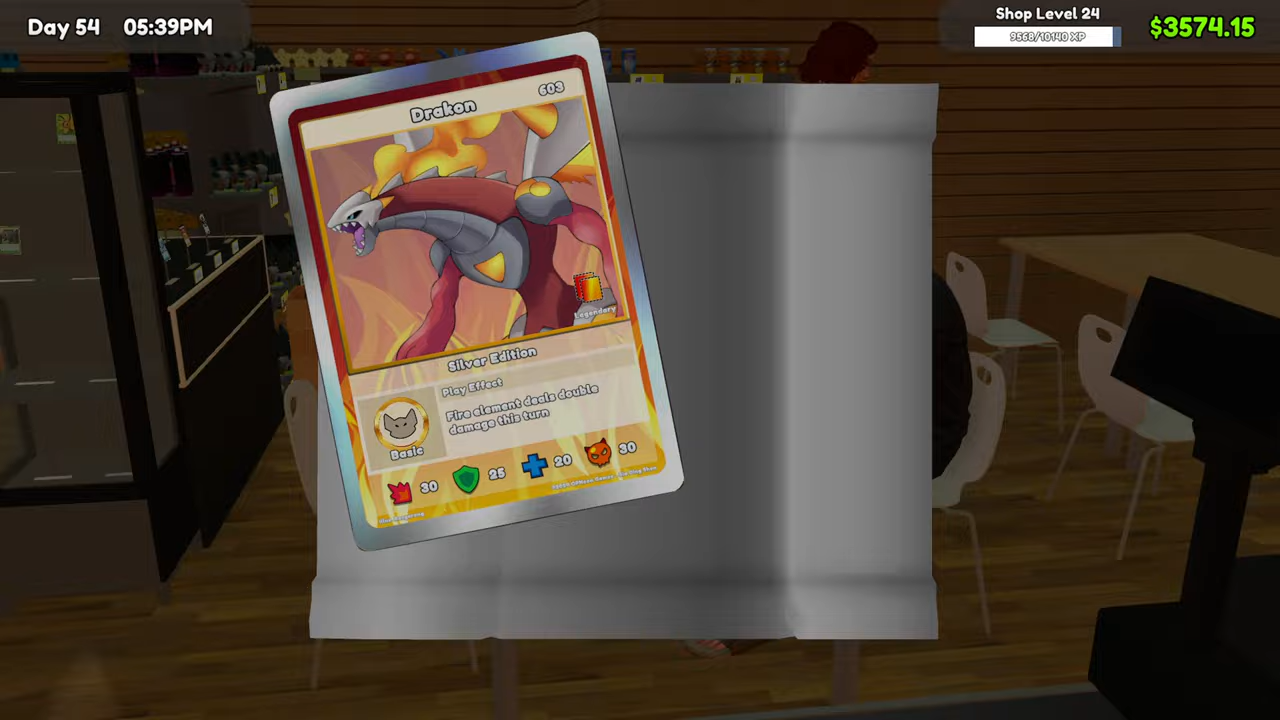 Day 54 05:39PM
Shop Level 24
9568/10140 XP
$3574.15
Drakon
603
Legendary
Silver Edition
Play Effect
Fire element deals double
damage this turn
Basic
30
25
20
30